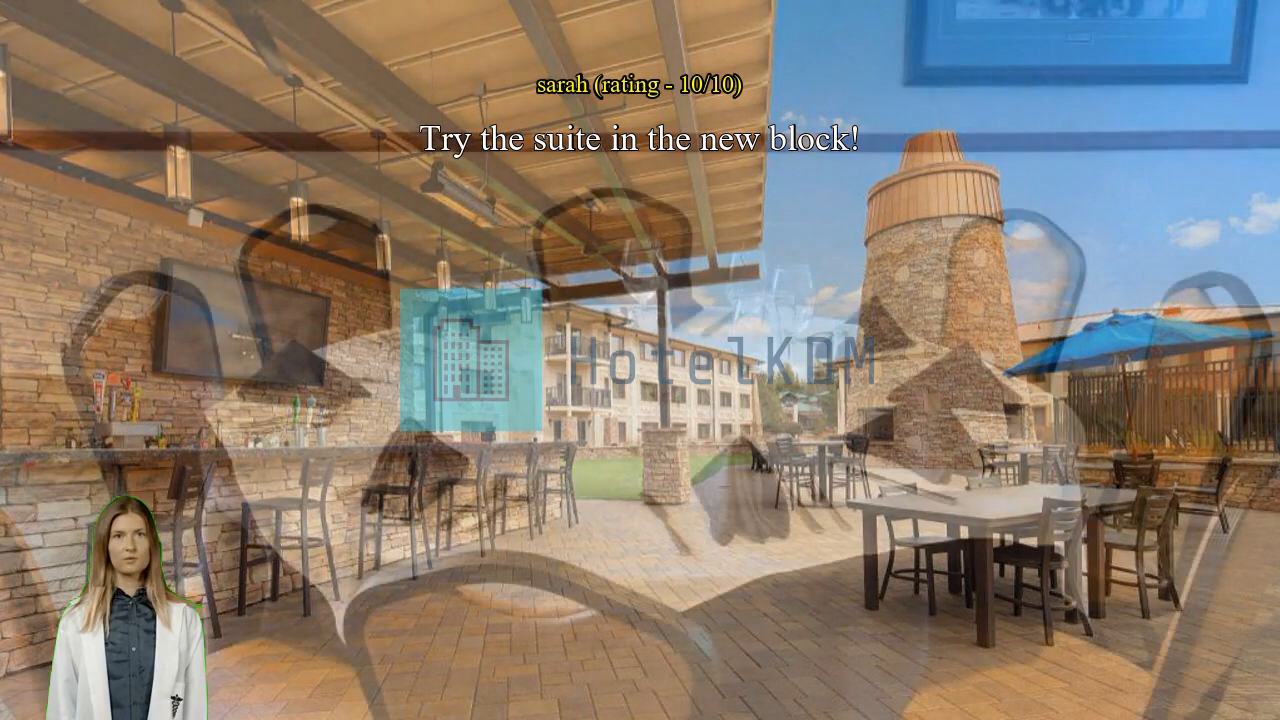 sarah (rating - 10/10)
Try the suite in the new block!
HotelKDM